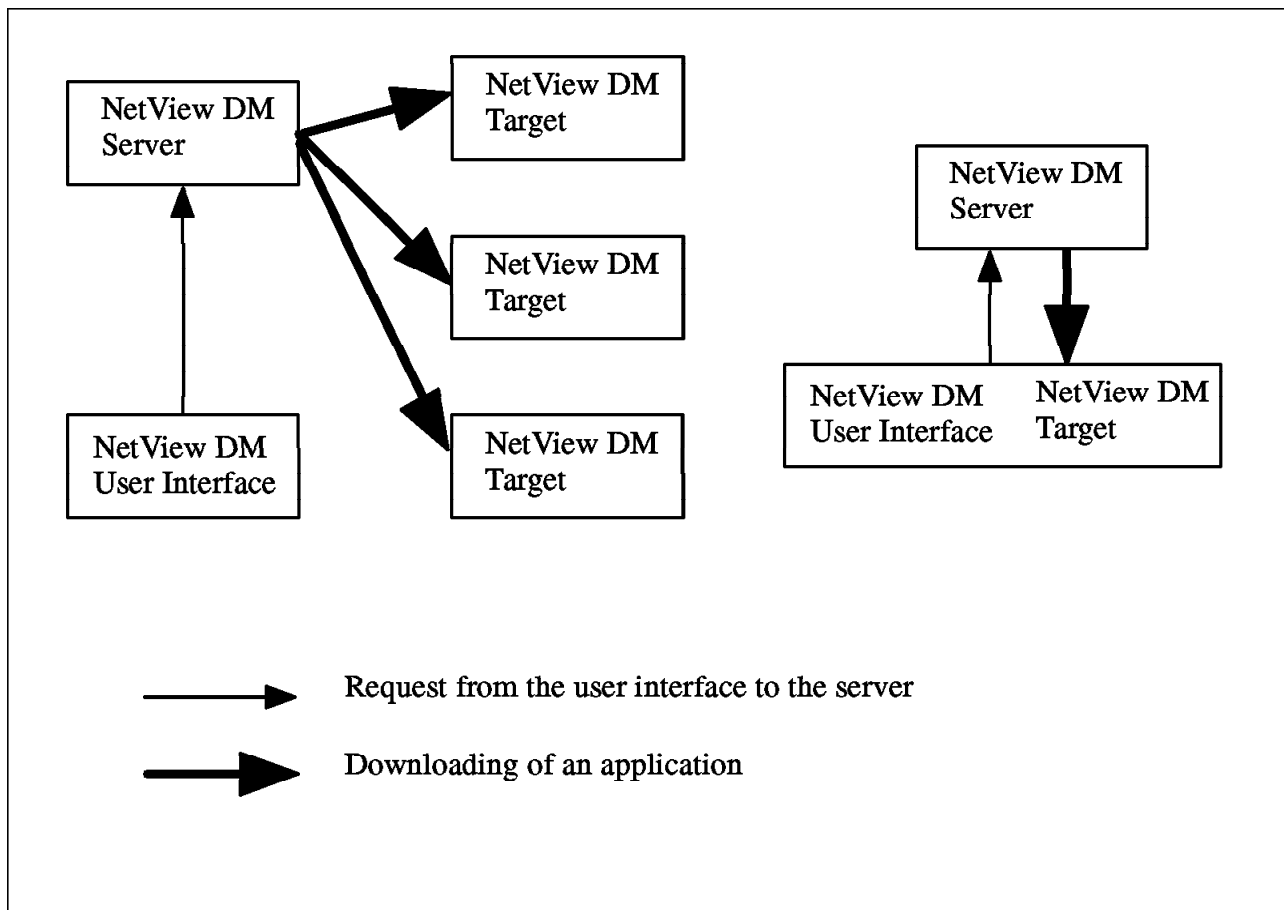 NetView DM
Server
NetView DM
User Interface
NetView DM
Target
NetView DM
Target
NetView DM
Target
NetView DM
Server
NetView DM
User Interface
NetView DM
Target
Request from the user interface to the server
Downloading of an application